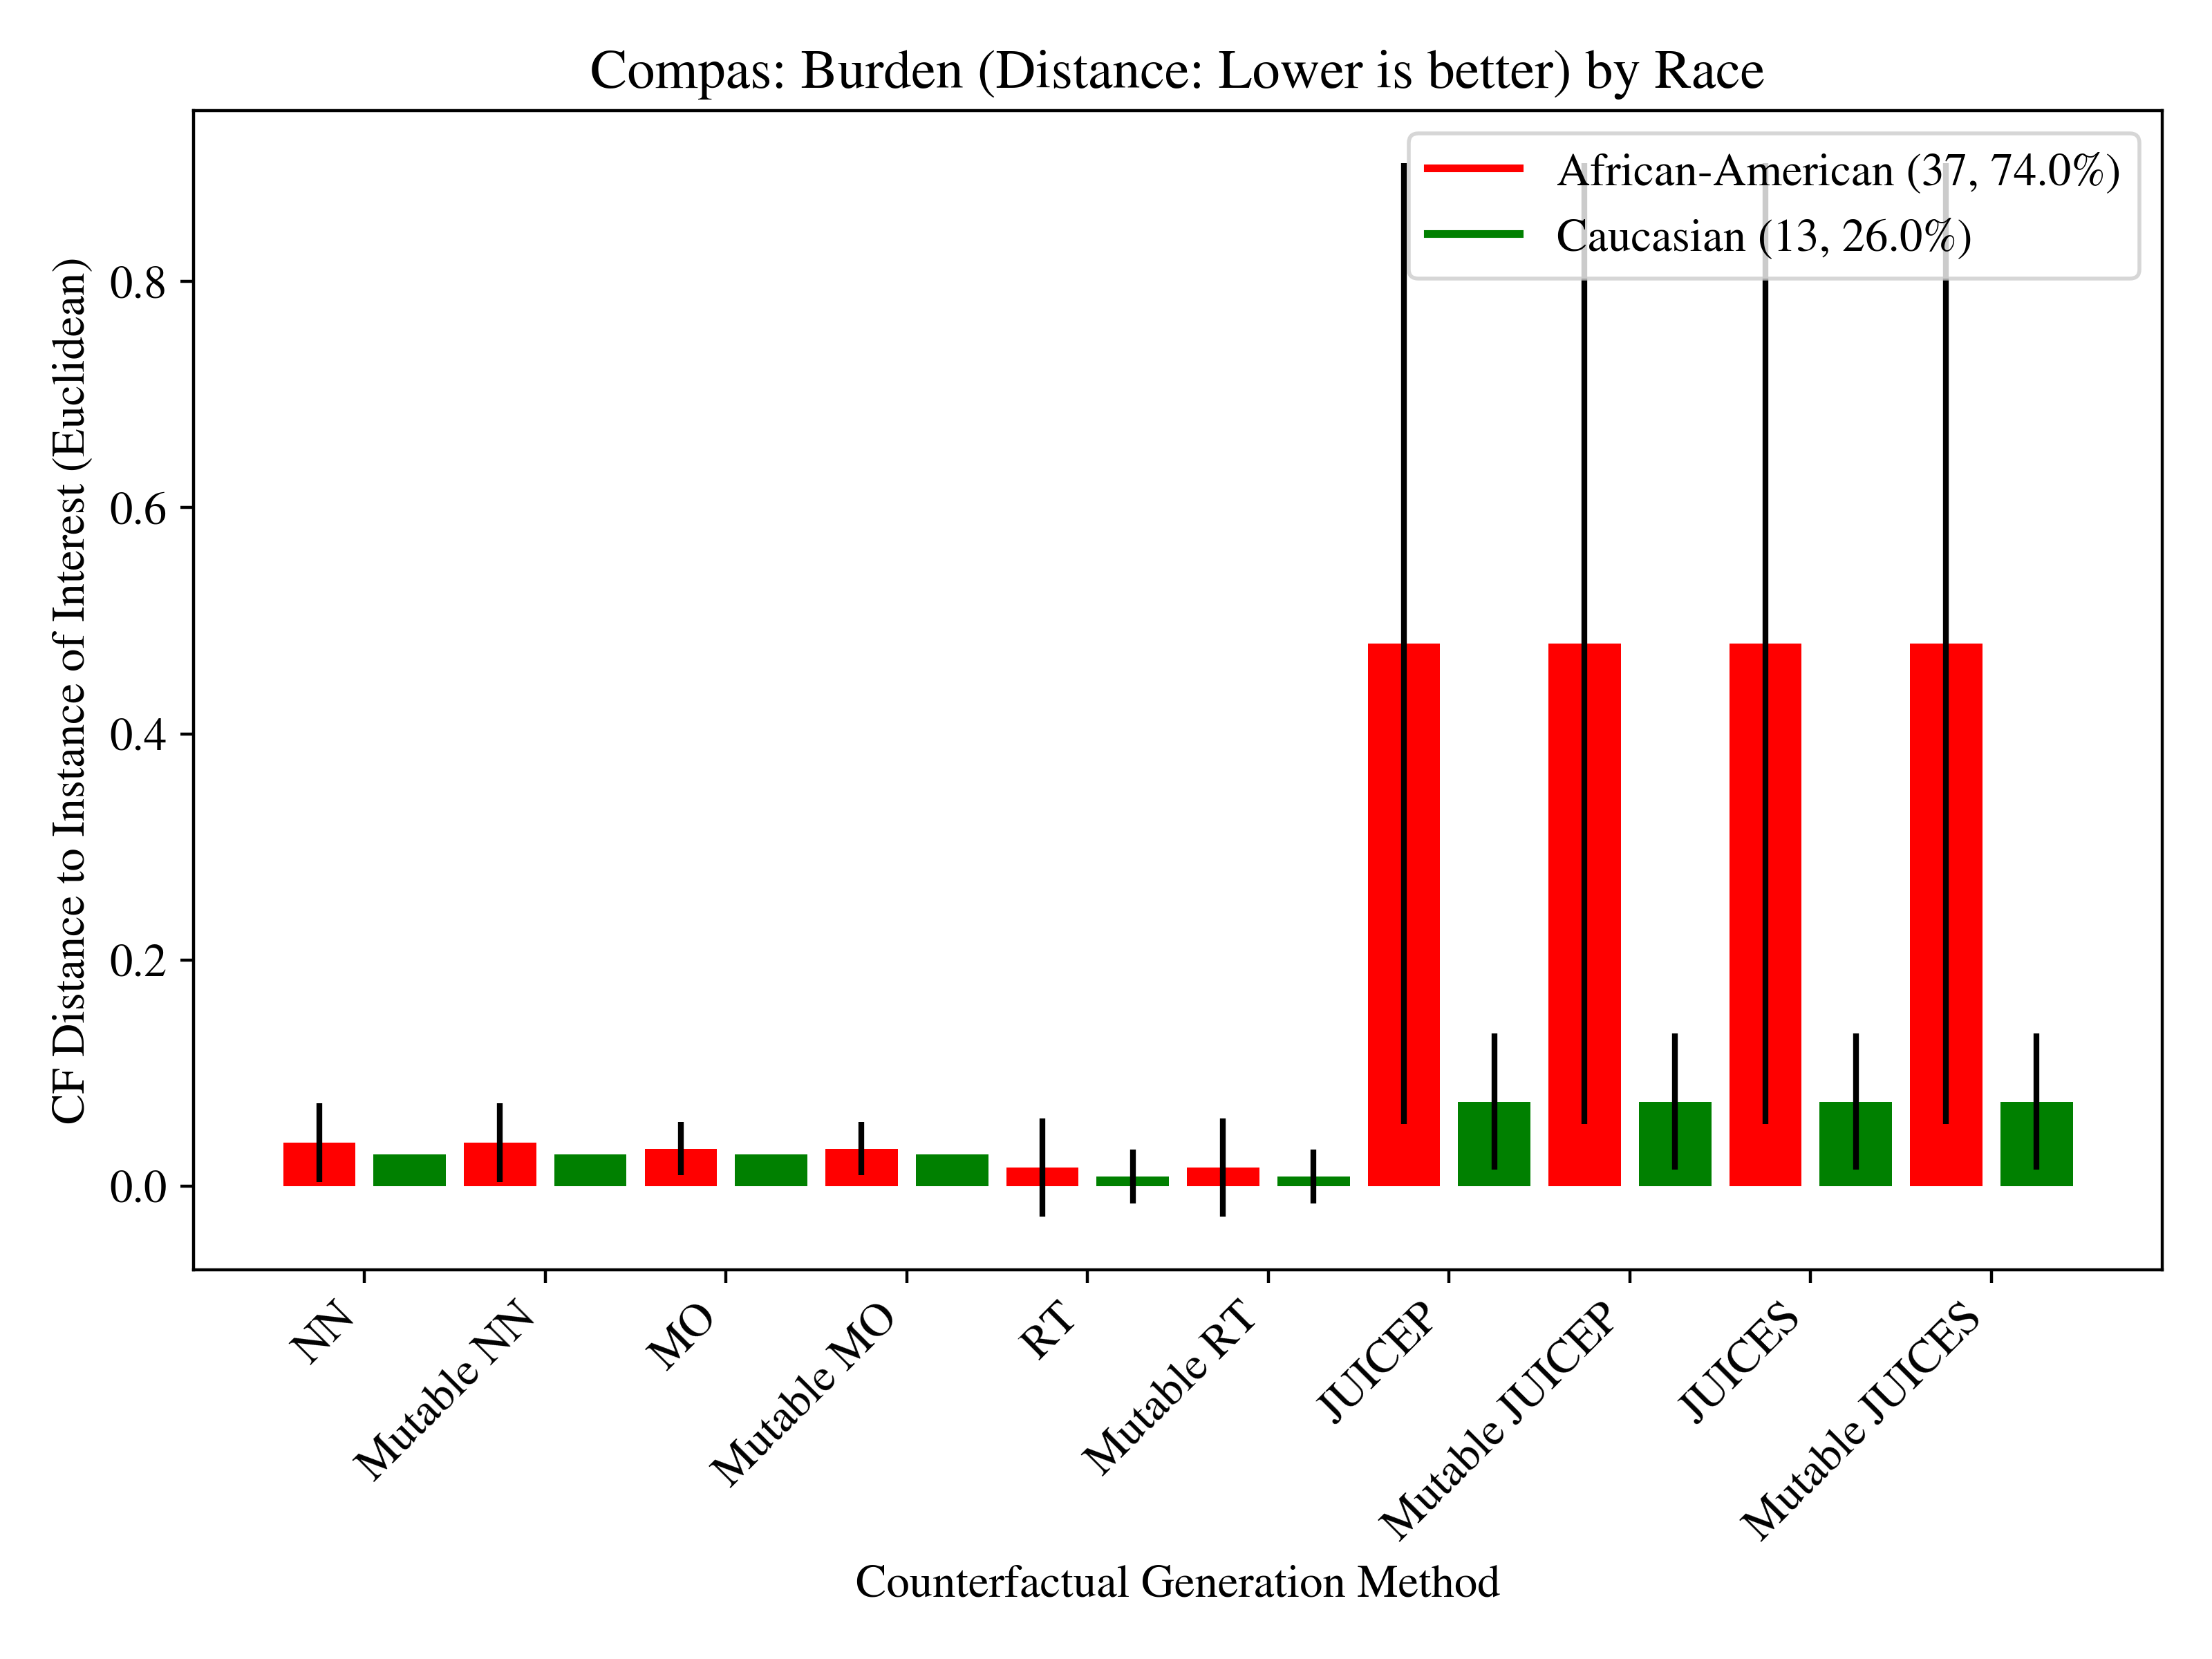 Compas: Burden (Distance: Lower is better) by Race
African-American (37, 74.0%)
Caucasian (13, 26.0%)
CF Distance to Instance of Interest (Euclidean)
0.8
0.6
0.4
0.2
0.0
NN
Mutable NN
MO
Mutable MO
RT
Mutable RT
JUICEP
Mutable JUICEP
JUICES
Mutable JUICES
Counterfactual Generation Method